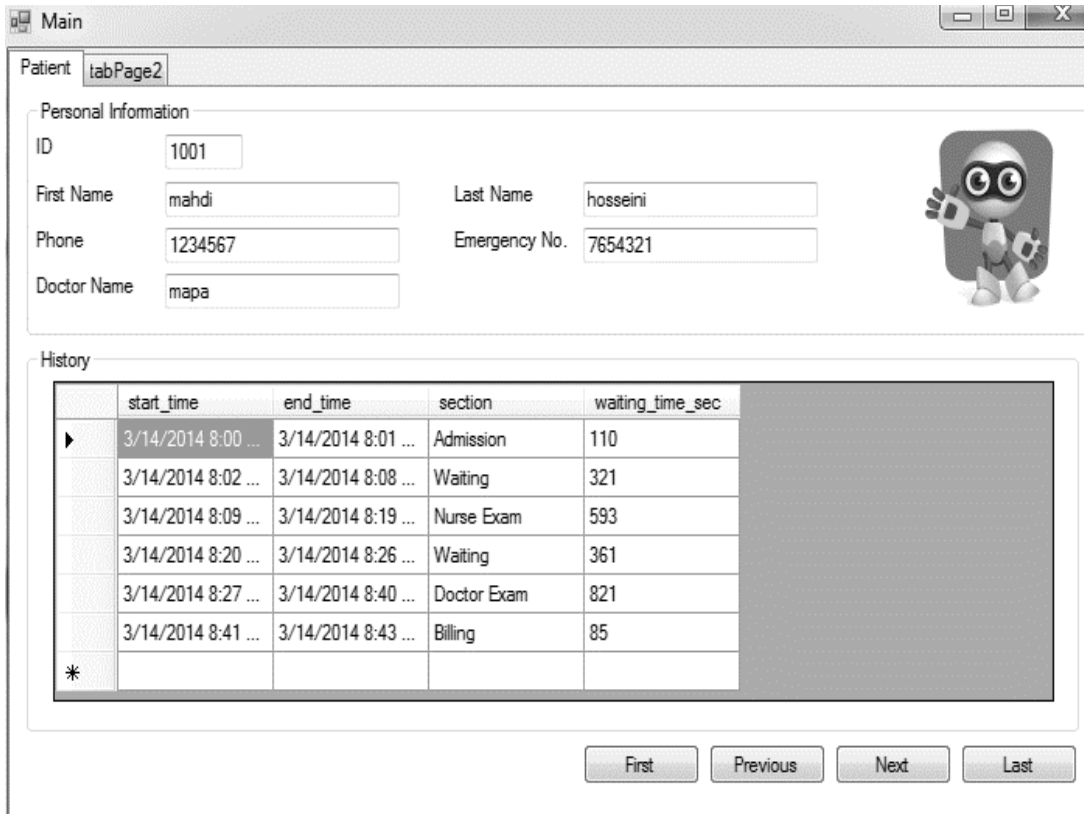 Main
Patient tabPage2
Personal Information
ID 1001
First Name mahdi Last Name hosseini
Phone 1234567 Emergency No. 7654321
Doctor Name mapa
History
start_time end_time section waiting_time_sec
3/14/2014 8:00 ... 3/14/2014 8:01 ... Admission 110
3/14/2014 8:02 ... 3/14/2014 8:08 ... Waiting 321
3/14/2014 8:09 ... 3/14/2014 8:19 ... Nurse Exam 593
3/14/2014 8:20 ... 3/14/2014 8:26 ... Waiting 361
3/14/2014 8:27 ... 3/14/2014 8:40 ... Doctor Exam 821
3/14/2014 8:41 ... 3/14/2014 8:43 ... Billing 85
First Previous Next Last